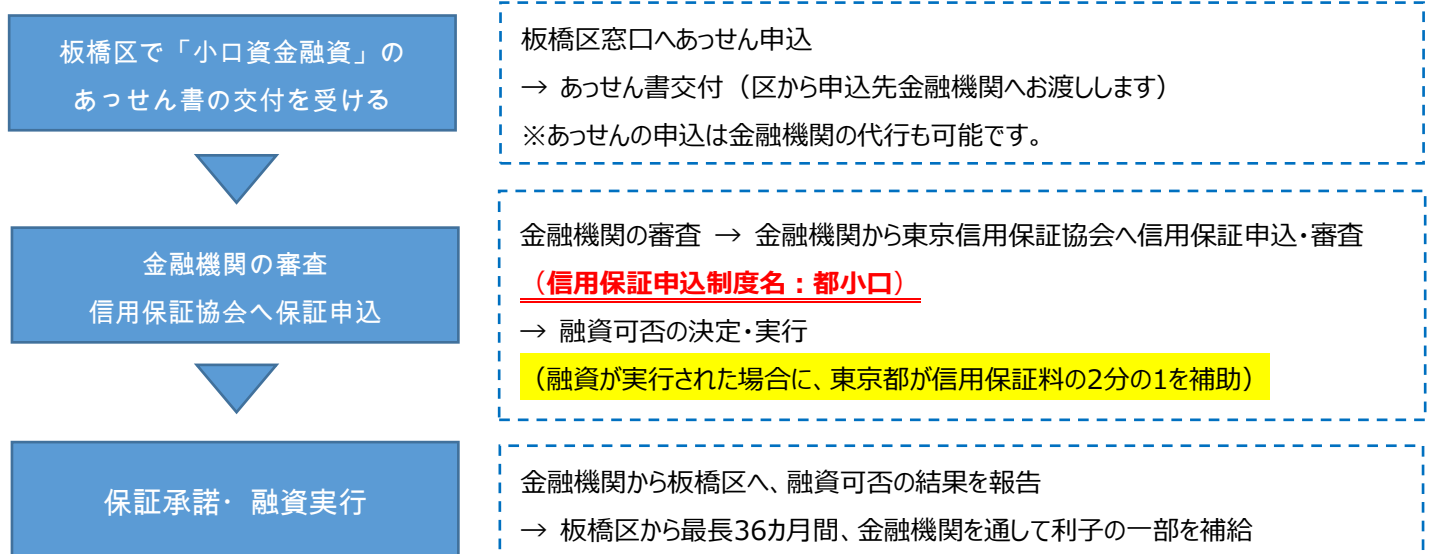 板橋区で「小口資金融資」の
あっせん書の交付を受ける
板橋区窓口へあっせん申込
→ あっせん書交付（区から申込先金融機関へお渡しします）
※あっせんの申込は金融機関の代行も可能です。
金融機関の審査
信用保証協会へ保証申込
金融機関の審査 → 金融機関から東京信用保証協会へ信用保証申込・審査
（信用保証申込制度名：都小口）
→ 融資可否の決定・実行
（融資が実行された場合に、東京都が信用保証料の2分の1を補助）
保証承諾・ 融資実行
金融機関から板橋区へ、融資可否の結果を報告
→ 板橋区から最長36カ月間、金融機関を通して利子の一部を補給